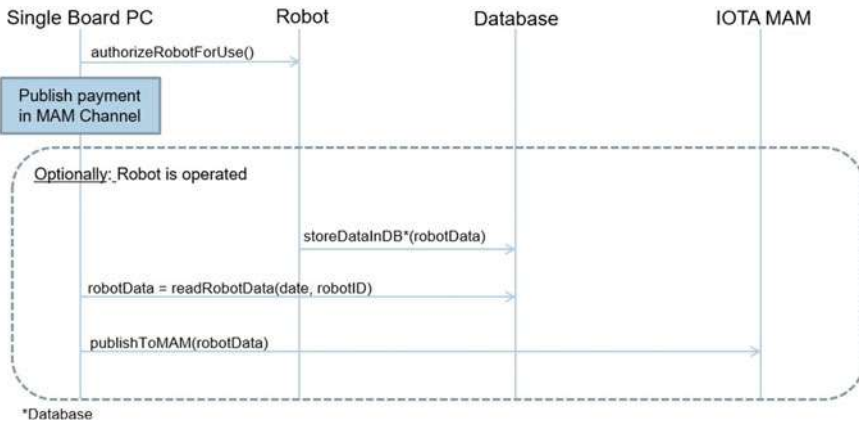 Single Board PC
Robot
Database
IOTA MAM
authorizeRobotForUse()
Publish payment
in MAM Channel
Optionally: Robot is operated
storeDataInDB*(robotData)
robotData = readRobotData(date, robotID)
publishToMAM(robotData)
*Database